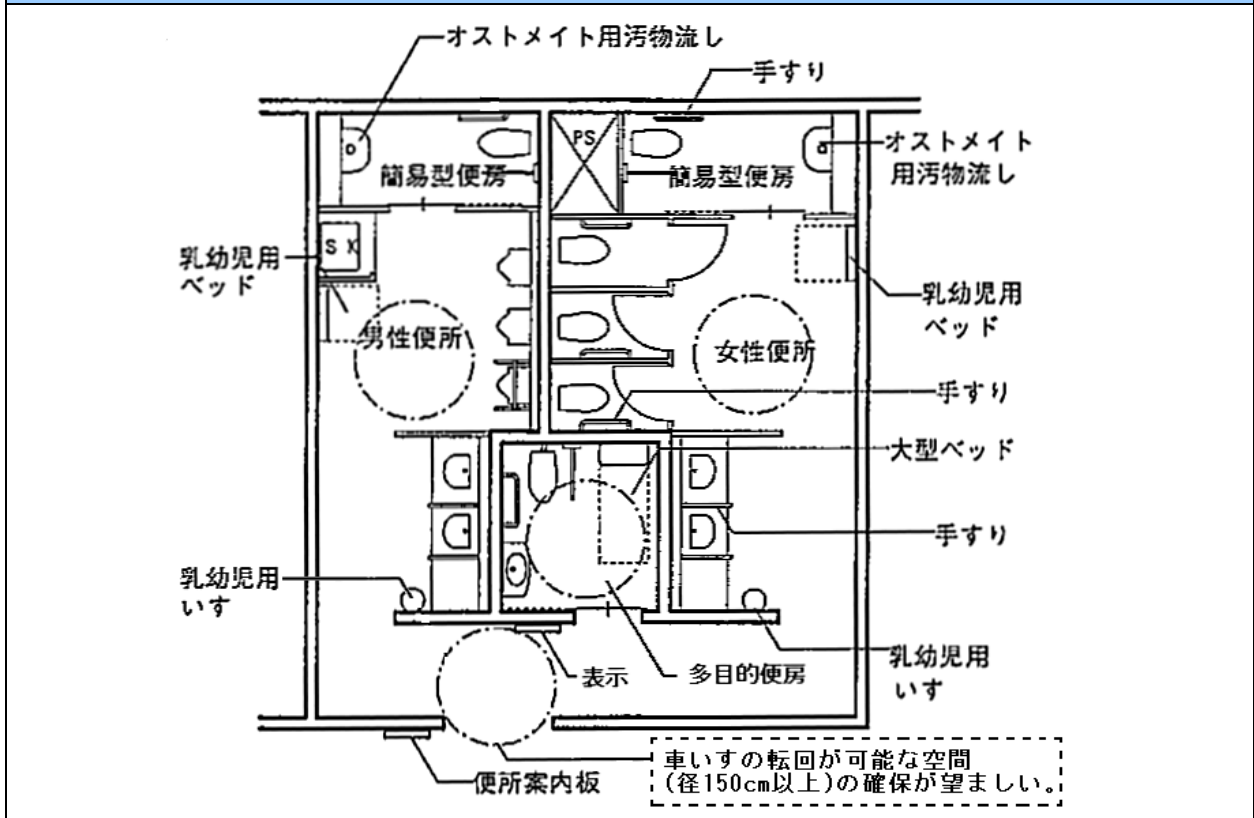 オストメイト用汚物流し
手すり
PS
オストメイト
用汚物流し
簡易型便房
簡易型便房
S K
乳幼児用
ベッド
乳幼児用
ベッド
男性便所
女性便所
手すり
大型ベッド
手すり
乳幼児用
いす
表示
多目的便房
乳幼児用
いす
便所案内板
車いすの転回が可能な空間
(径150cm以上)の確保が望ましい。